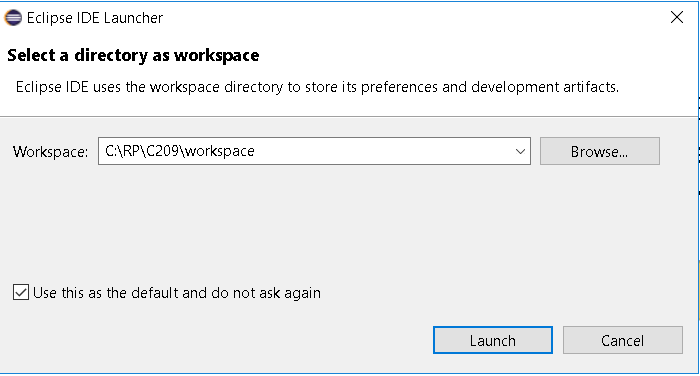 Eclipse IDE Launcher
Select a directory as workspace
Eclipse IDE uses the workspace directory to store its preferences and development artifacts.
Workspace: C:\RP\C209\workspace Browse...
Use this as the default and do not ask again
Launch Cancel